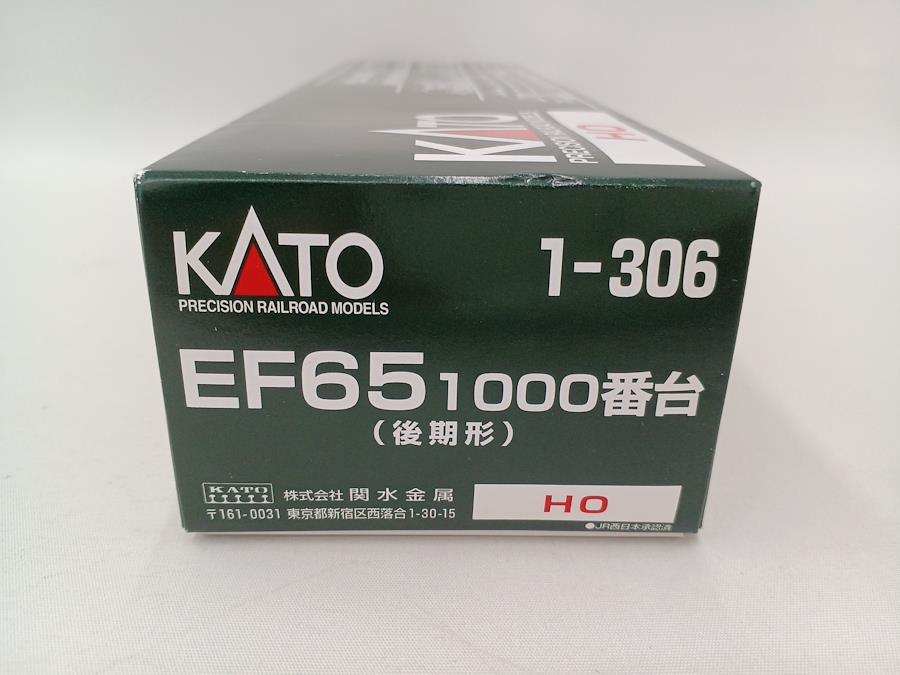 HO
KATO
KATO
PRECISION RAILROAD MODELS
1-306
EF65 1000番台
(後期形)
KATO
株式会社 関水金属
〒161-0031 東京都新宿区西落合1-30-15
HO
●JR西日本承認済